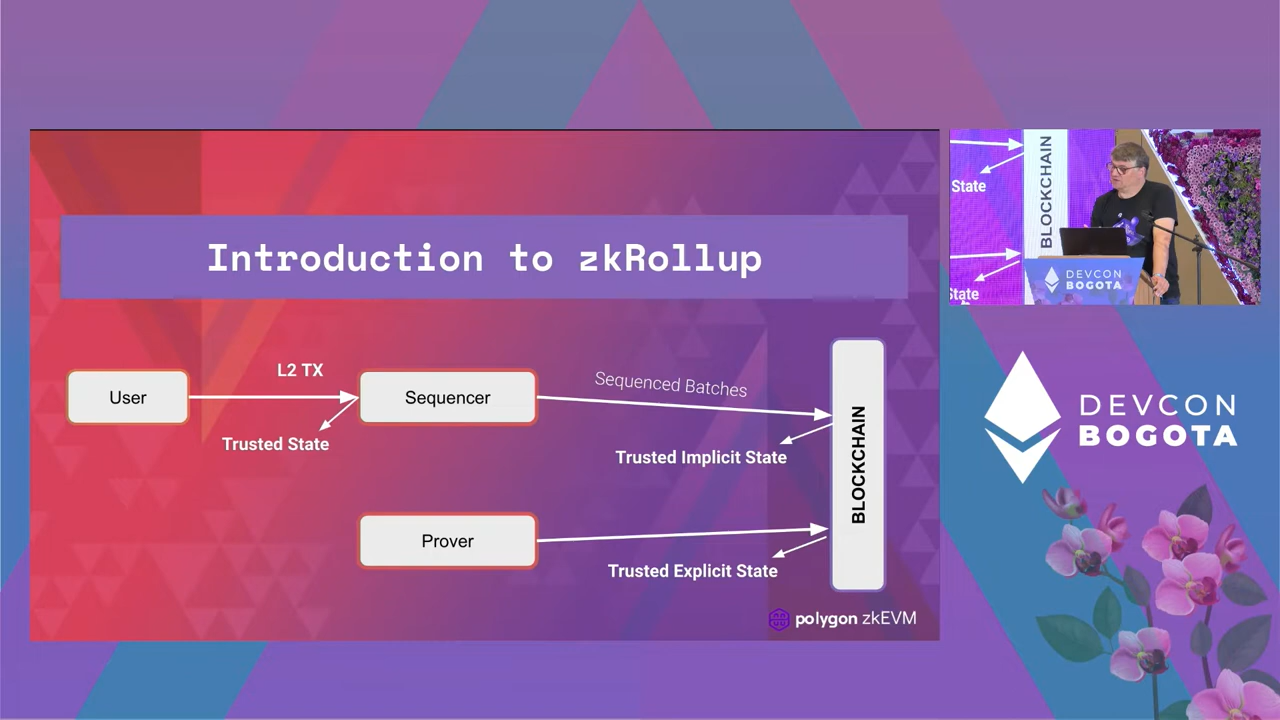 Introduction to zkRollup
User
L2 TX
Trusted State
Sequencer
Sequenced Batches
Trusted Implicit State
Prover
Trusted Explicit State
BLOCKCHAIN
polygon zkEVM
State
BLOCKCHAIN
State
DEVCON
BOGOTA
DEVCON
BOGOTA